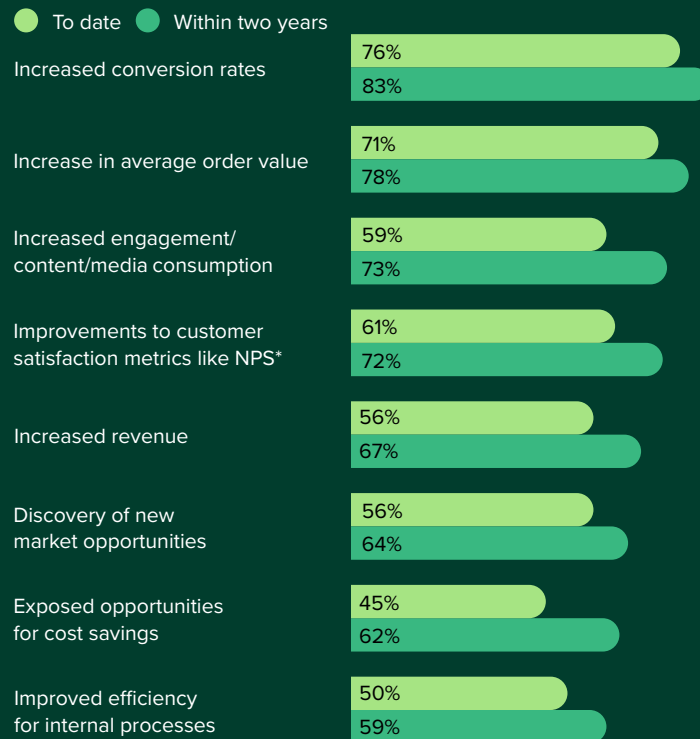 To date Within two years
Increased conversion rates
76%
83%
Increase in average order value
71%
78%
Increased engagement/
content/media consumption
59%
73%
Improvements to customer
satisfaction metrics like NPS*
61%
72%
Increased revenue
56%
67%
Discovery of new
market opportunities
56%
64%
Exposed opportunities
for cost savings
45%
62%
Improved efficiency
for internal processes
50%
59%